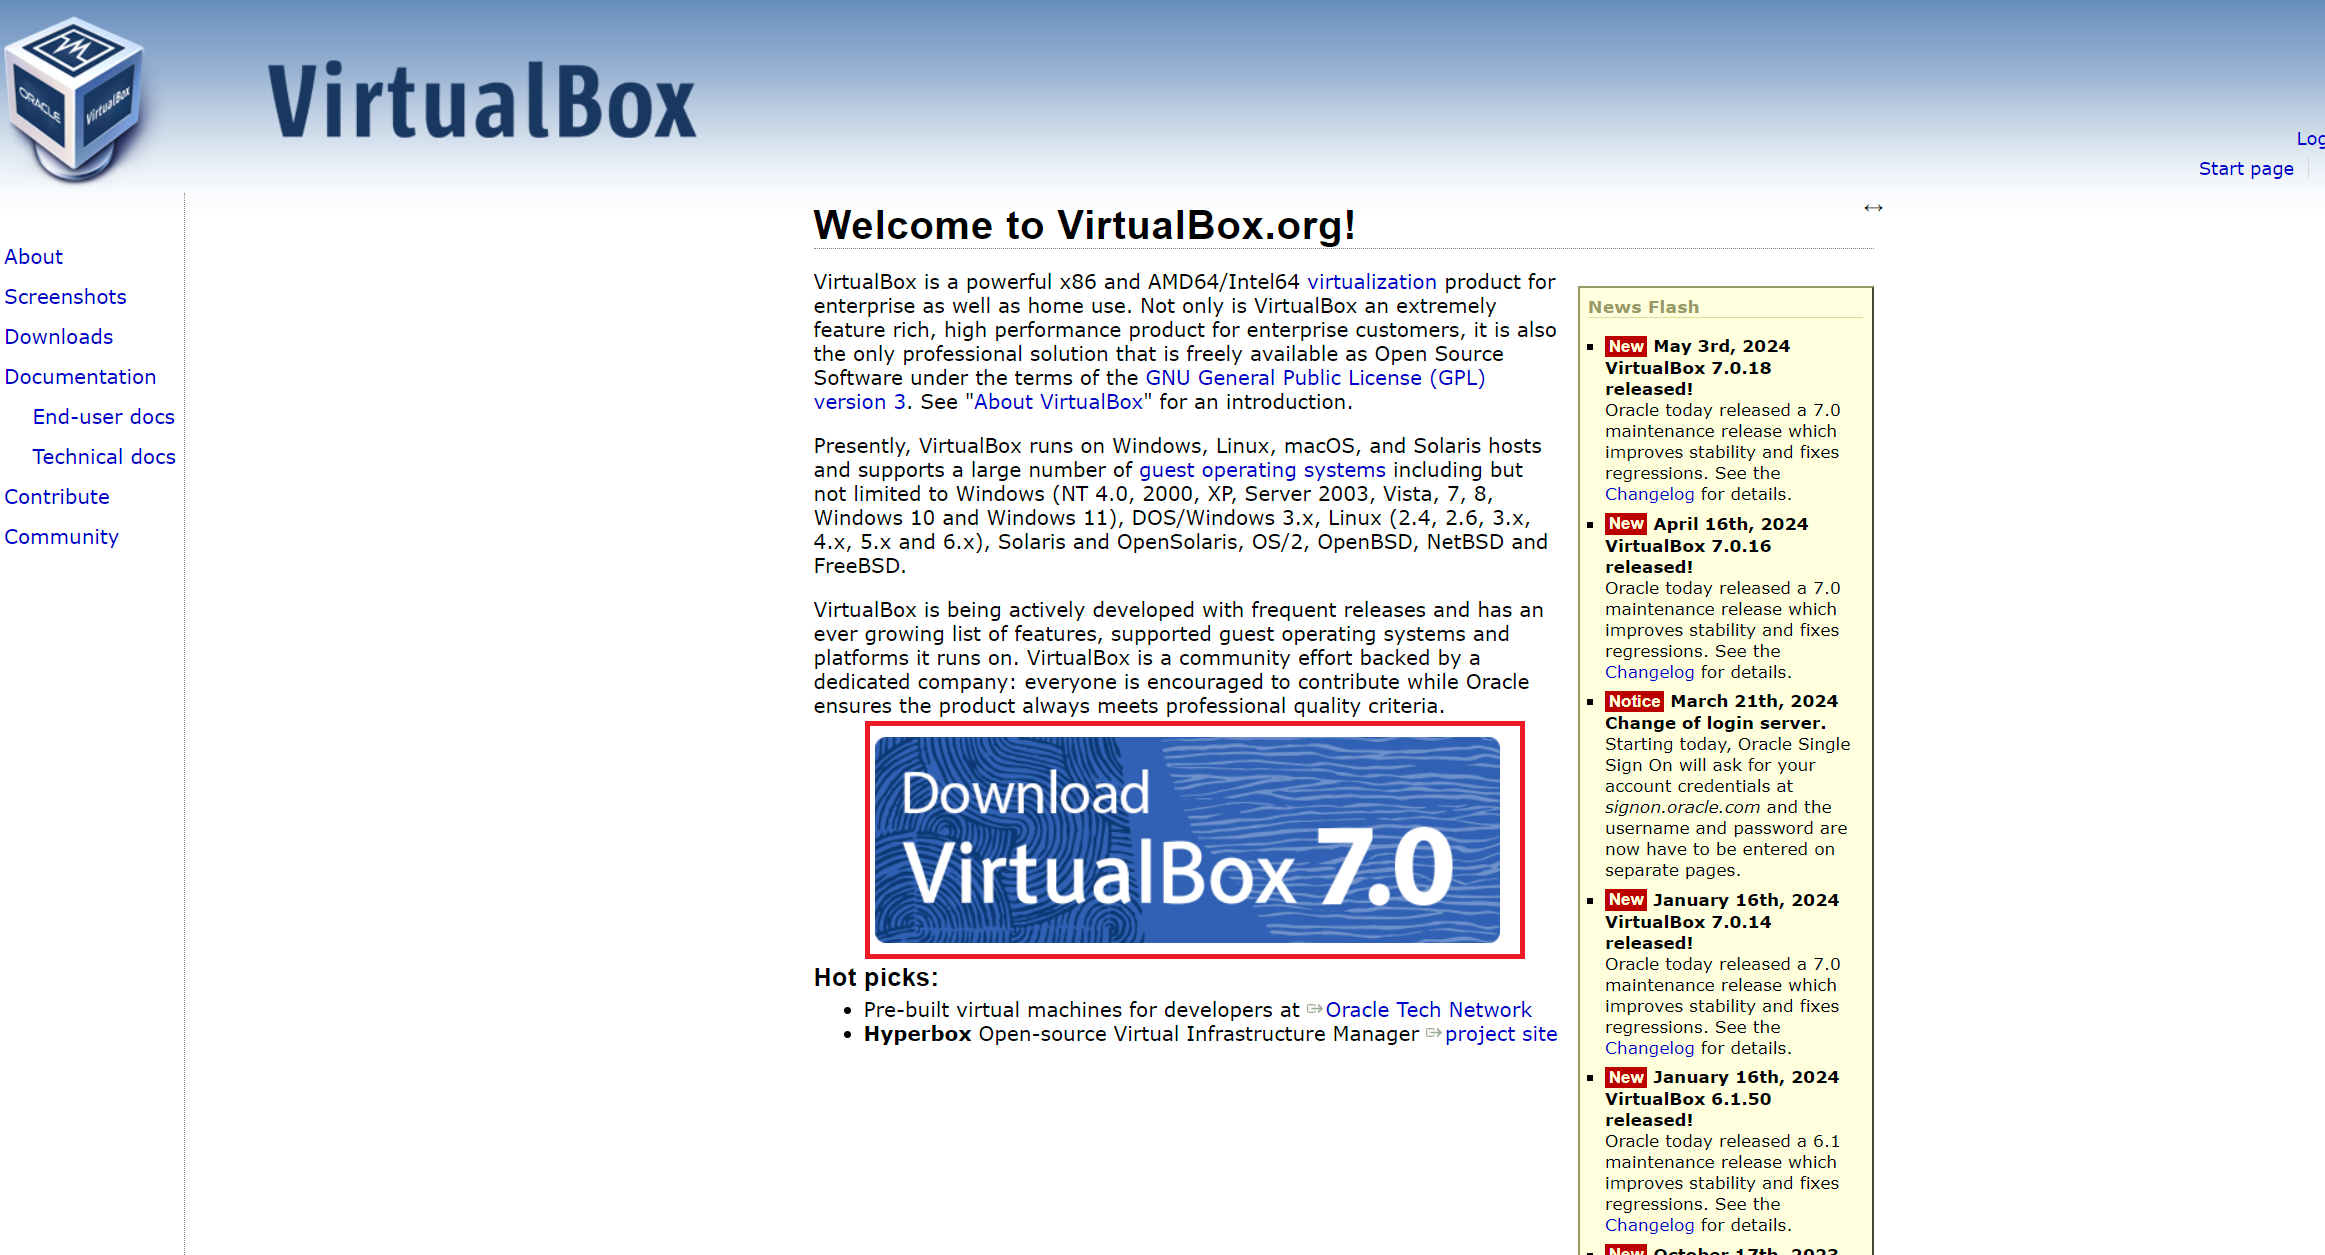 ORACLE
VirtualBox
VirtualBox
Start page
About
Screenshots
Downloads
Documentation
End-user docs
Technical docs
Contribute
Community
Welcome to VirtualBox.org!
VirtualBox is a powerful x86 and AMD64/Intel64 virtualization product for
enterprise as well as home use. Not only is VirtualBox an extremely
feature rich, high performance product for enterprise customers, it is also
the only professional solution that is freely available as Open Source
Software under the terms of the GNU General Public License (GPL)
version 3. See "About VirtualBox" for an introduction.
Presently, VirtualBox runs on Windows, Linux, macOS, and Solaris hosts
and supports a large number of guest operating systems including but
not limited to Windows (NT 4.0, 2000, XP, Server 2003, Vista, 7, 8,
Windows 10 and Windows 11), DOS/Windows 3.x, Linux (2.4, 2.6, 3.x,
4.x, 5.x and 6.x), Solaris and OpenSolaris, OS/2, OpenBSD, NetBSD and
FreeBSD.
VirtualBox is being actively developed with frequent releases and has an
ever growing list of features, supported guest operating systems and
platforms it runs on. VirtualBox is a community effort backed by a
dedicated company: everyone is encouraged to contribute while Oracle
ensures the product always meets professional quality criteria.
Download
VirtualBox 7.0
Hot picks:
• Pre-built virtual machines for developers at Oracle Tech Network
• Hyperbox Open-source Virtual Infrastructure Manager project site
News Flash
New May 3rd, 2024
VirtualBox 7.0.18
released!
Oracle today released a 7.0
maintenance release which
improves stability and fixes
regressions. See the
Changelog for details.
New April 16th, 2024
VirtualBox 7.0.16
released!
Oracle today released a 7.0
maintenance release which
improves stability and fixes
regressions. See the
Changelog for details.
Notice March 21th, 2024
Change of login server.
Starting today, Oracle Single
Sign On will ask for your
account credentials at
signon.oracle.com and the
username and password are
now have to be entered on
separate pages.
New January 16th, 2024
VirtualBox 7.0.14
released!
Oracle today released a 7.0
maintenance release which
improves stability and fixes
regressions. See the
Changelog for details.
New January 16th, 2024
VirtualBox 6.1.50
released!
Oracle today released a 6.1
maintenance release which
improves stability and fixes
regressions. See the
Changelog for details.
New October 17th, 2023